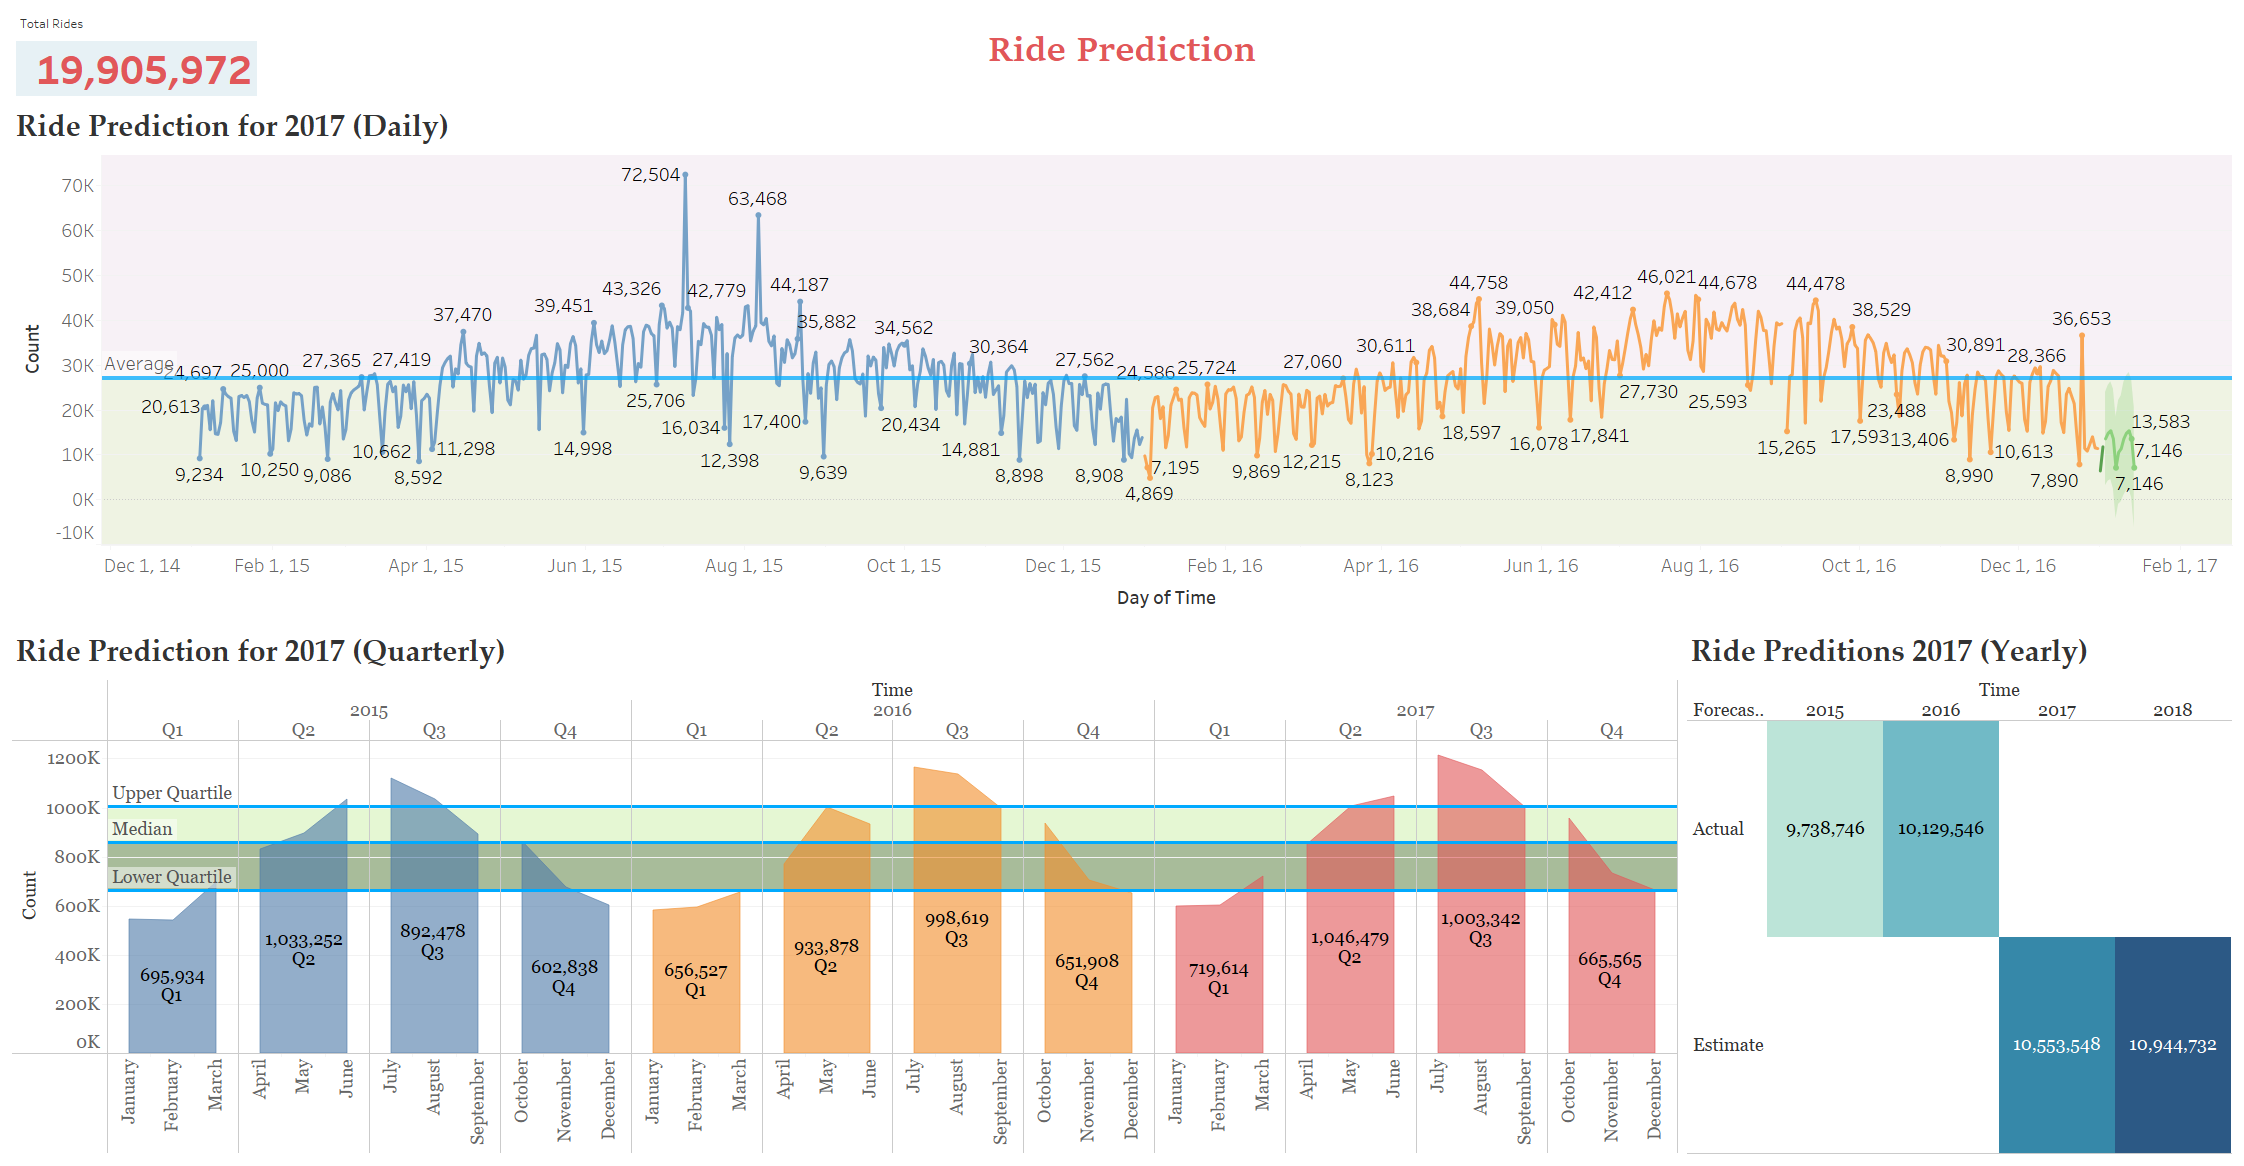 Total Rides
19,905,972
Ride Prediction
Ride Prediction for 2017 (Daily)
Count
70K
60K
50K
40K
30K
20K
10K
0K
-10K
Average
24,697
20,613
9,234
25,000
10,250
27,365
9,086
27,419
10,662
8,592
37,470
11,298
39,451
14,998
43,326
25,706
72,504
42,779
16,034
12,398
63,468
44,187
17,400
35,882
9,639
34,562
20,434
30,364
14,881
8,898
27,562
8,908
24,586
7,195
4,869
25,724
9,869
27,060
12,215
30,611
10,216
8,123
38,684
44,758
18,597
39,050
16,078
17,841
42,412
27,730
46,021
44,678
25,593
44,478
15,265
38,529
17,593
23,488
13,406
30,891
8,990
28,366
10,613
36,653
7,890
13,583
7,146
7,146
Dec 1, 14 Feb 1, 15 Apr 1, 15 Jun 1, 15 Aug 1, 15 Oct 1, 15 Dec 1, 15 Feb 1, 16 Apr 1, 16 Jun 1, 16 Aug 1, 16 Oct 1, 16 Dec 1, 16 Feb 1, 17
Day of Time
Ride Prediction for 2017 (Quarterly)
Time
2015 2016 2017
Q1 Q2 Q3 Q4 Q1 Q2 Q3 Q4 Q1 Q2 Q3 Q4
Count
1200K
1000K
800K
600K
400K
200K
0K
Upper Quartile
Median
Lower Quartile
695,934
Q1
1,033,252
Q2
892,478
Q3
602,838
Q4
656,527
Q1
933,878
Q2
998,619
Q3
651,908
Q4
719,614
Q1
1,046,479
Q2
1,003,342
Q3
665,565
Q4
January February March April May June July August September October November December January February March April May June July August September October November December January February March April May June July August September October November December
Ride Preditions 2017 (Yearly)
Time
Forecas.. 2015 2016 2017 2018
Actual 9,738,746 10,129,546
Estimate 10,553,548 10,944,732